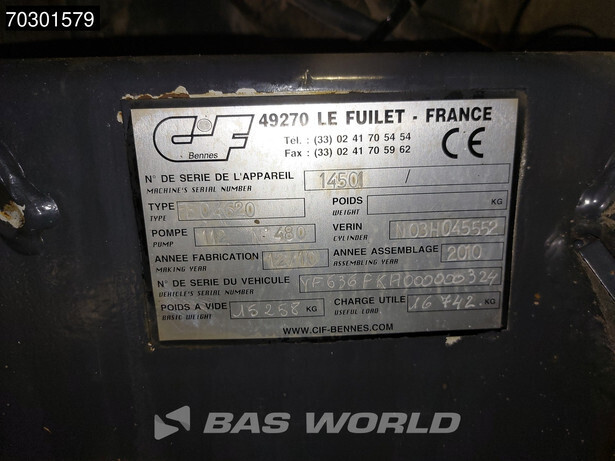 70301579
CIF
Bennes
49270 LE FUILET - FRANCE
Tél. : (33) 02 41 70 54 54
Fax : (33) 02 41 70 59 62
CE
N° DE SERIE DE L'APPAREIL 14501 /
MACHINE'S SERIAL NUMBER
TYPE POIDS KG
TYPE WEIGHT
POMPE VERIN N03H045552
PUMP CYLINDER
ANNEE FABRICATION ANNEE ASSEMBLAGE 2010
MAKING YEAR ASSEMBLING YEAR
N° DE SERIE DU VEHICULE
VEHICLE'S SERIAL NUMBER
POIDS A VIDE 15258 KG CHARGE UTILE 16 742 KG
BASIC WEIGHT USEFUL LOAD
WWW.CIF-BENNES.COM
BAS WORLD